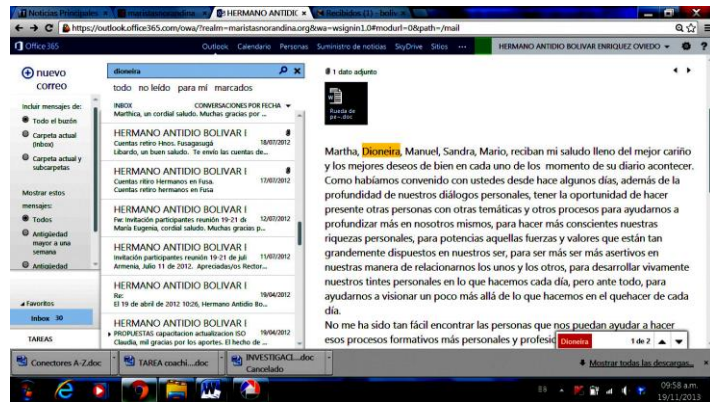 Noticias Principales
maristasnorandina
HERMANO ANTIDIC
Recibidos (1) - boliv
https://outlook.office365.com/owa/?realm=maristasnorandina.org&wa=wsignin1.0#modurl=0&path=/mail
Office 365
Outlook Calendario Personas Suministro de noticias SkyDrive Sitios ...
HERMANO ANTIDIO BOLIVAR ENRIQUEZ OVIEDO
nuevo
correo
Incluir mensajes de:
Todo el buzón
Carpeta actual
(Inbox)
Carpeta actual y
subcarpetas
Mostrar estos
mensajes:
Todos
Antigüedad
mayor a una
semana
Antigüedad
Favoritos
Inbox 30
TAREAS
dioneira
todo no leído para mí marcados
INBOX CONVERSACIONES POR FECHA
Marthica, un cordial saludo. Muchas gracias por ...
HERMANO ANTIDIO BOLIVAR I
Cuentas retiro Hnos. Fusagasugá 18/07/2012
Libardo, un buen saludo. Te envío las cuentas de...
HERMANO ANTIDIO BOLIVAR I
Cuentas ritiro Hermanos en Fusa. 17/07/2012
Cuentas retiro hermanos en Fusa
HERMANO ANTIDIO BOLIVAR I
Fw: Invitación participantes reunión 19-21 de 12/07/2012
María Eugenia, cordial saludo. Muchas gracias p...
HERMANO ANTIDIO BOLIVAR I
Invitación participantes reunión 19-21 de juli 11/07/2012
Armenia, Julio 11 de 2012. Apreciadas/os Rector...
HERMANO ANTIDIO BOLIVAR I
Re: 19/04/2012
El 19 de abril de 2012 10:26, Hermano Antidio Bo...
HERMANO ANTIDIO BOLIVAR I
PROPUESTAS capacitacion actualizacion ISO 19/04/2012
Claudia, mil gracias por los aportes. El hecho de ...
1 dato adjunto
Rueda de
pe~.doc
Martha, Dioneira, Manuel, Sandra, Mario, reciban mi saludo lleno del mejor cariño
y los mejores deseos de bien en cada uno de los momento de su diario acontecer.
Como habíamos convenido con ustedes desde hace algunos días, además de la
profundidad de nuestros diálogos personales, tener la oportunidad de hacer
presente otras personas con otras temáticas y otros procesos para ayudarnos a
profundizar más en nosotros mismos, para hacer más conscientes nuestras
riquezas personales, para potencias aquellas fuerzas y valores que están tan
grandemente dispuestos en nuestro ser, para ser más ser más asertivos en
nuestras manera de relacionarnos los unos y los otros, para desarrollar vivamente
nuestros tintes personales en lo que hacemos cada día, pero ante todo, para
ayudarnos a visionar un poco más allá de lo que hacemos en el quehacer de cada
día.
No me ha sido tan fácil encontrar las personas que nos puedan ayudar a hacer
esos procesos formativos más personales y profesio
Dioneira 1 de 2
Conectores A-Z.doc
TAREA coachi....doc
INVESTIGACI....doc
Cancelado
Mostrar todas las descargas...
09:58 a.m.
19/11/2013